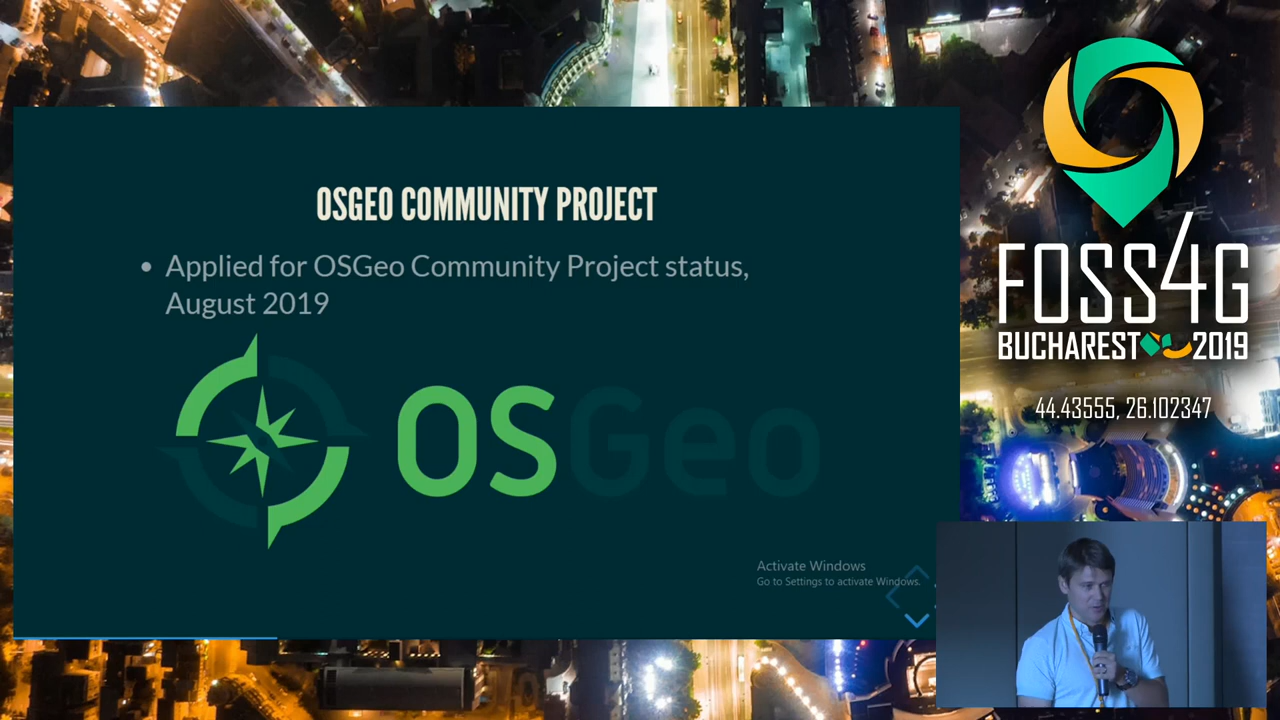 OSGEO COMMUNITY PROJECT
• Applied for OSGeo Community Project status,
August 2019
OSGeo
Activate Windows
Go to Settings to activate Windows.
FOSS4G
BUCHAREST 2019
44.43555, 26.102347